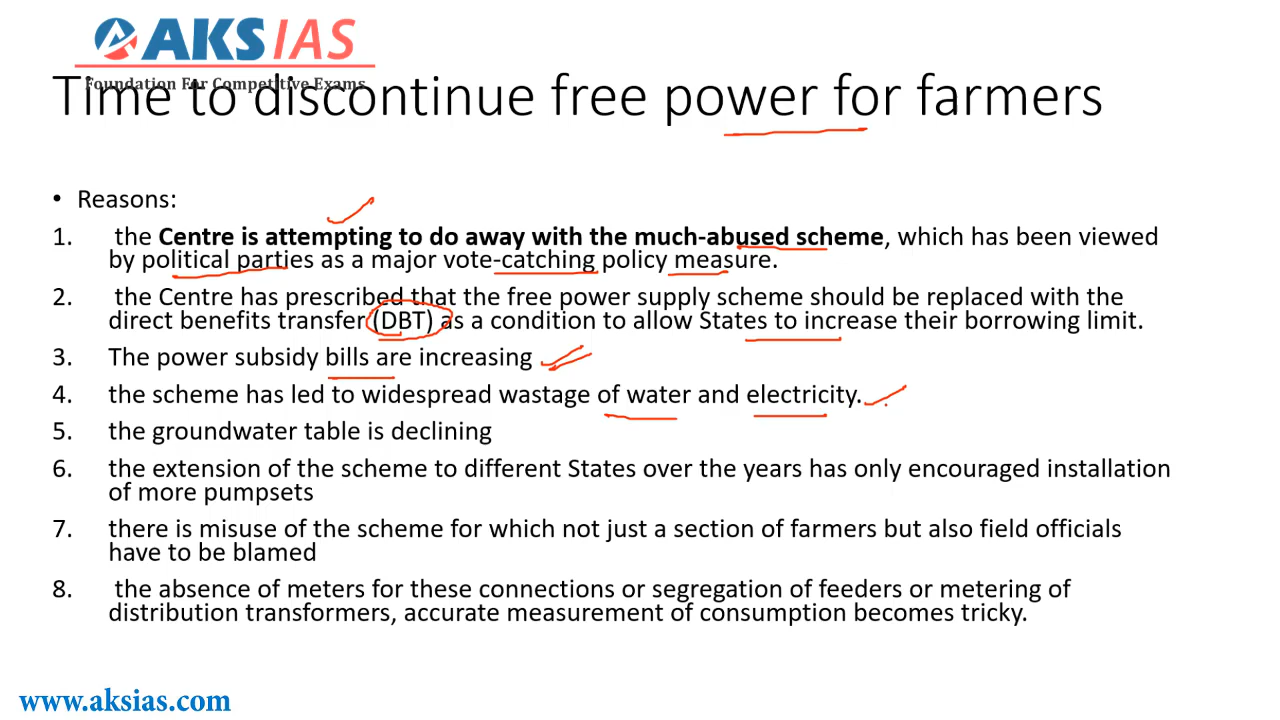 AKS IAS
Foundation For Competitive Exams
Time to discontinue free power for farmers
• Reasons:
1. the Centre is attempting to do away with the much-abused scheme, which has been viewed
by political parties as a major vote-catching policy measure.
2. the Centre has prescribed that the free power supply scheme should be replaced with the
direct benefits transfer (DBT) as a condition to allow States to increase their borrowing limit.
3. The power subsidy bills are increasing
4. the scheme has led to widespread wastage of water and electricity.
5. the groundwater table is declining
6. the extension of the scheme to different States over the years has only encouraged installation
of more pumpsets
7. there is misuse of the scheme for which not just a section of farmers but also field officials
have to be blamed
8. the absence of meters for these connections or segregation of feeders or metering of
distribution transformers, accurate measurement of consumption becomes tricky.
www.aksias.com